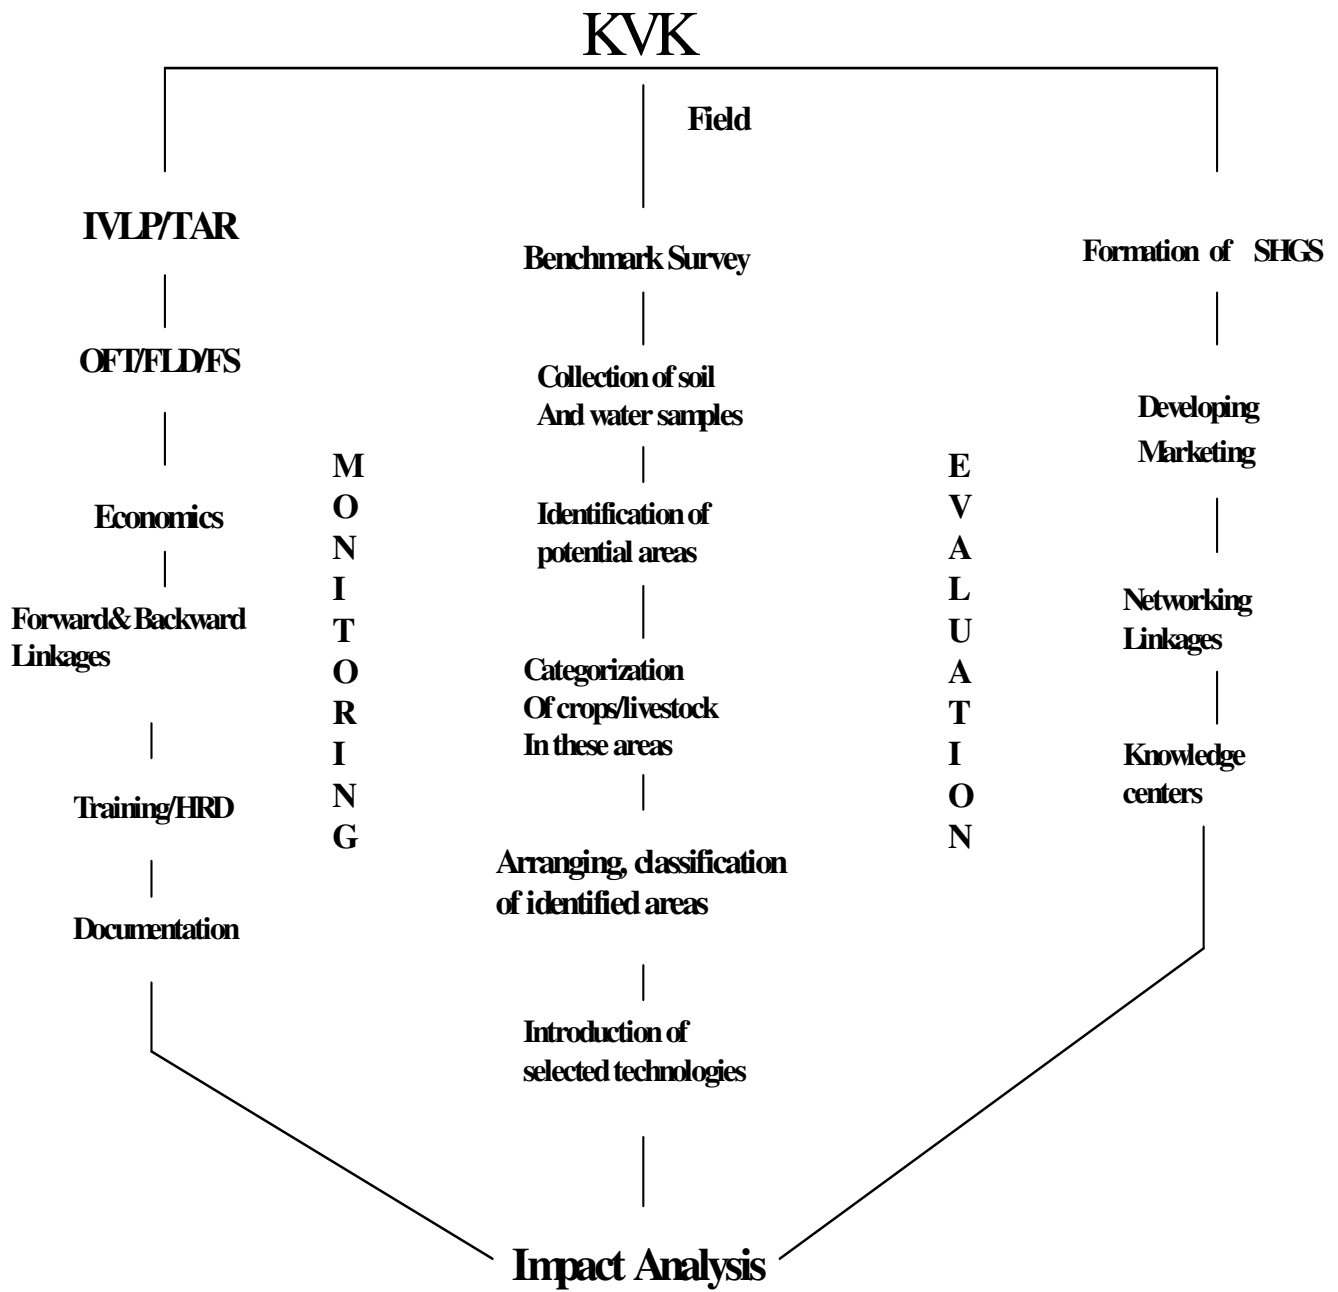 KVK
Field
IVLP/TAR
OFT/FLD/FS
Economics
Forward& Backward
Linkages
Training/HRD
Documentation
MONITORING
Benchmark Survey
Collection of soil
And water samples
Identification of
potential areas
Categorization
Of crops/livestock
In these areas
Arranging, classification
of identified areas
Introduction of
selected technologies
EVALUATION
Formation of SHGS
Developing
Marketing
Networking
Linkages
Knowledge
centers
Impact Analysis